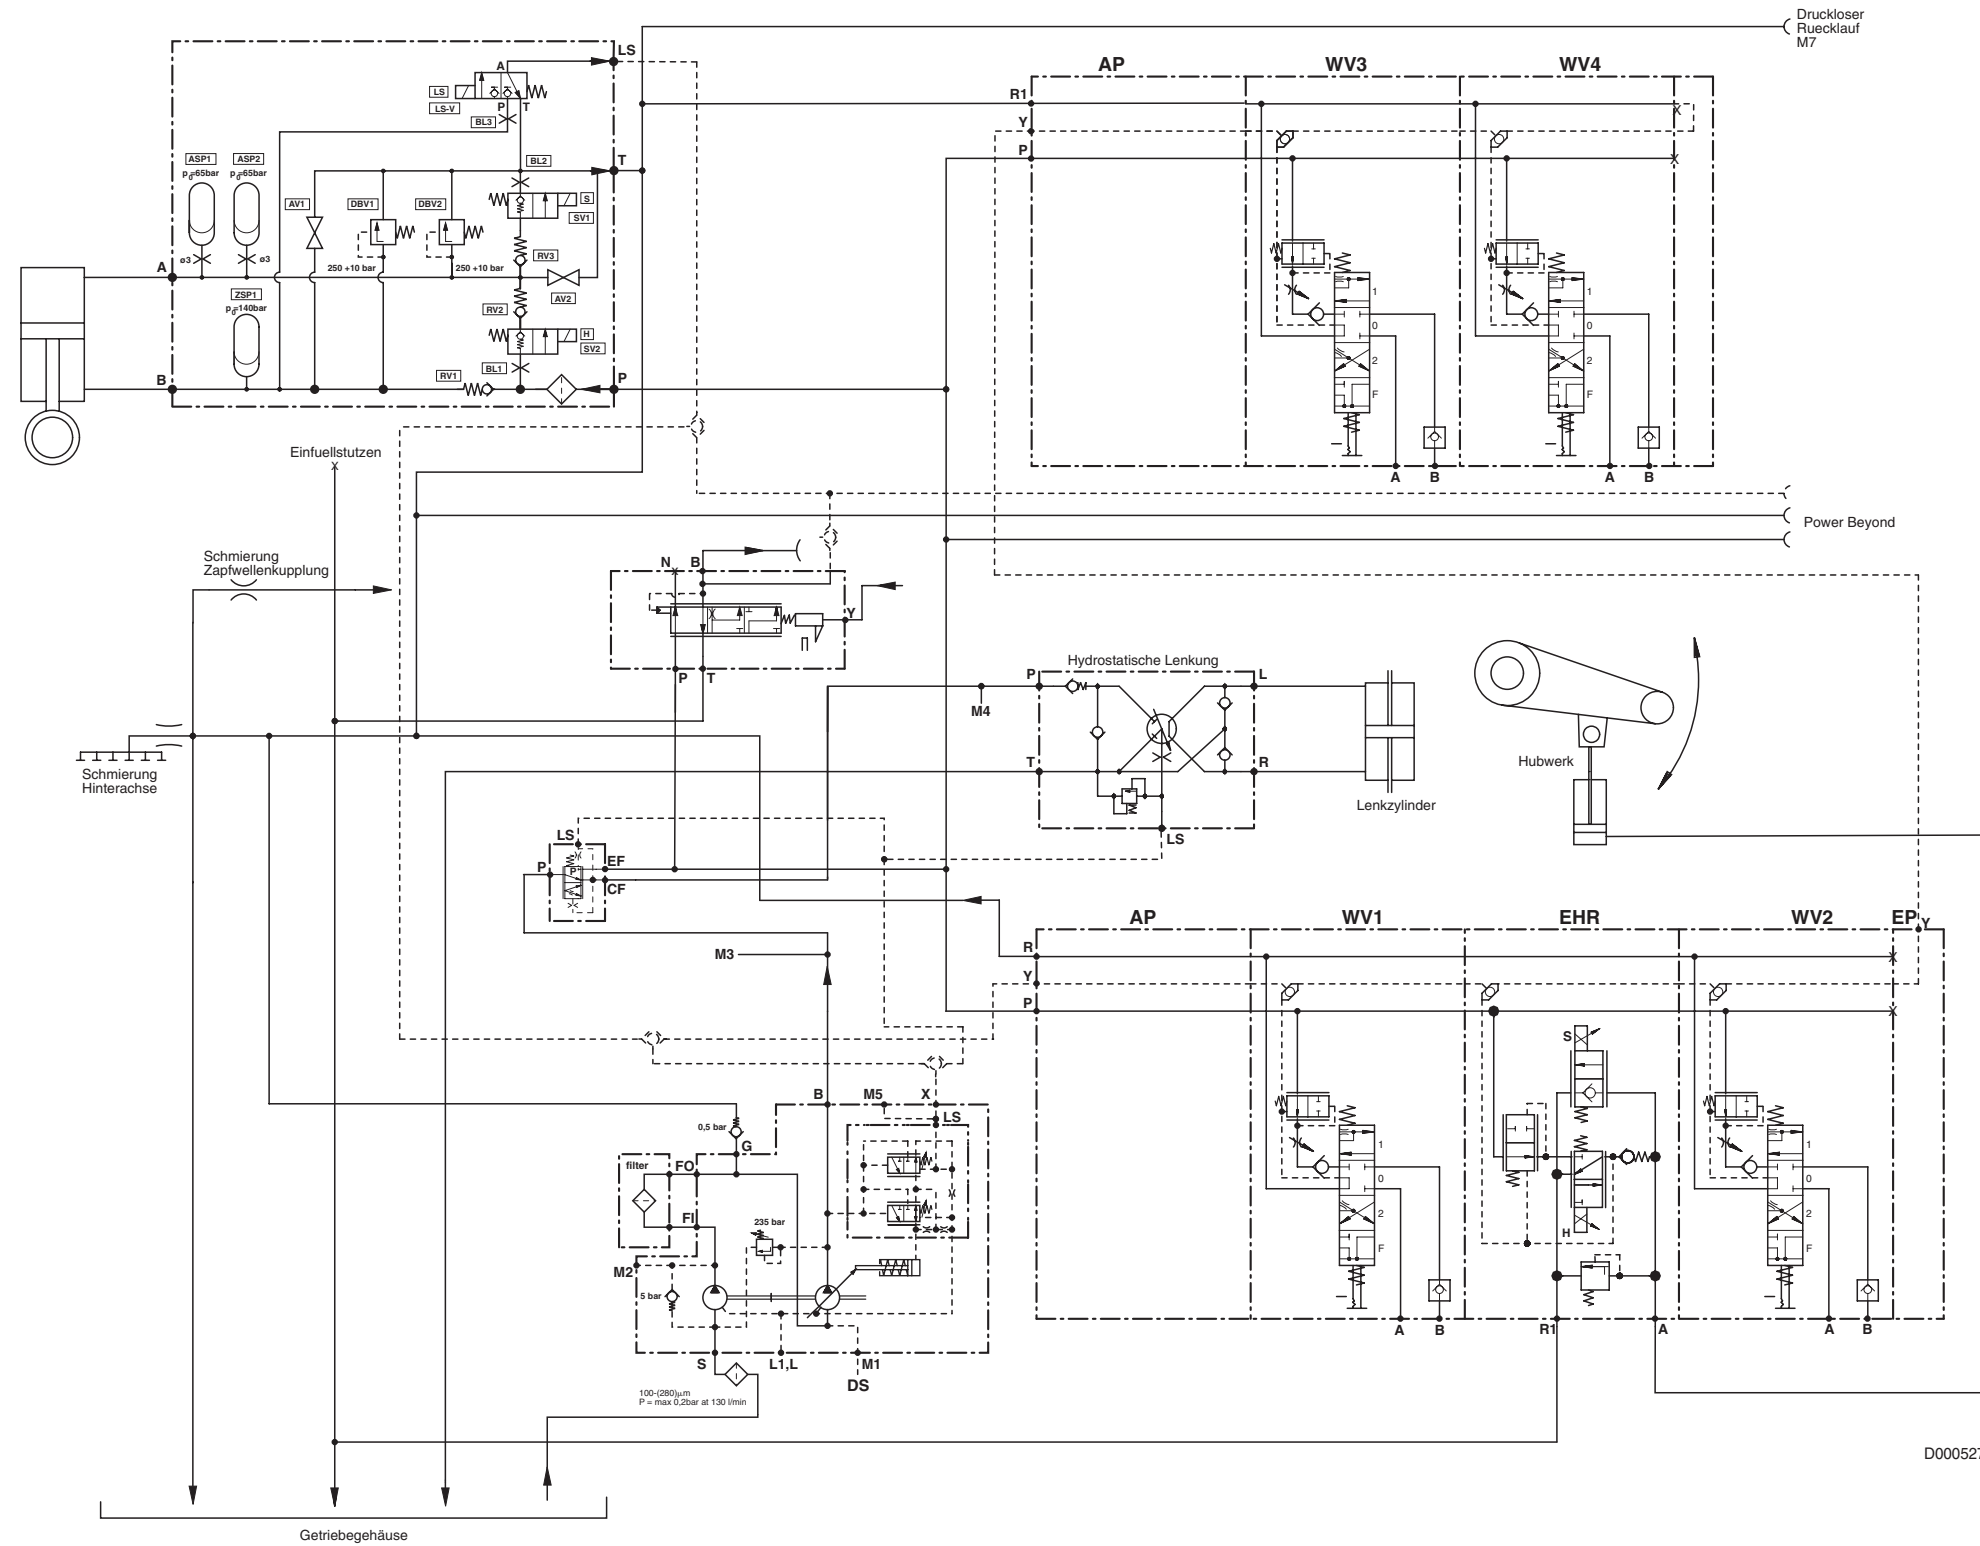 Druckloser
Ruecklauf
M7
LS
A
LS
LS-V
P T
BL3
ASP1
p0=65bar
ASP2
p0=65bar
AV1
DBV1
DBV2
BL2
T
S
SV1
RV3
ø3
ø3
250 +10 bar
250 +10 bar
A
ZSP1
p0=140bar
AV2
RV2
H
SV2
BL1
RV1
B
P
AP
WV3
WV4
R1
X
Y
P
X
1
0
2
F
1
0
2
F
A
B
A
B
Einfuellstutzen
X
Power Beyond
Schmierung
Zapfwellenkupplung
N
B
X
Y
P
T
Schmierung
Hinterachse
Hydrostatische Lenkung
P
L
M4
T
R
LS
Lenkzylinder
Hubwerk
LS
P
P
EF
CF
M3
AP
WV1
EHR
WV2
EP
Y
R
X
Y
P
X
S
1
0
2
F
H
1
0
2
F
A
B
R1
A
A
B
B
M5
X
LS
0,5 bar
G
filter
FO
FI
235 bar
M2
5 bar
S
L1,L
M1
DS
100-(280)µm
P = max 0,2bar at 130 l/min
D000527
Getriebegehäuse